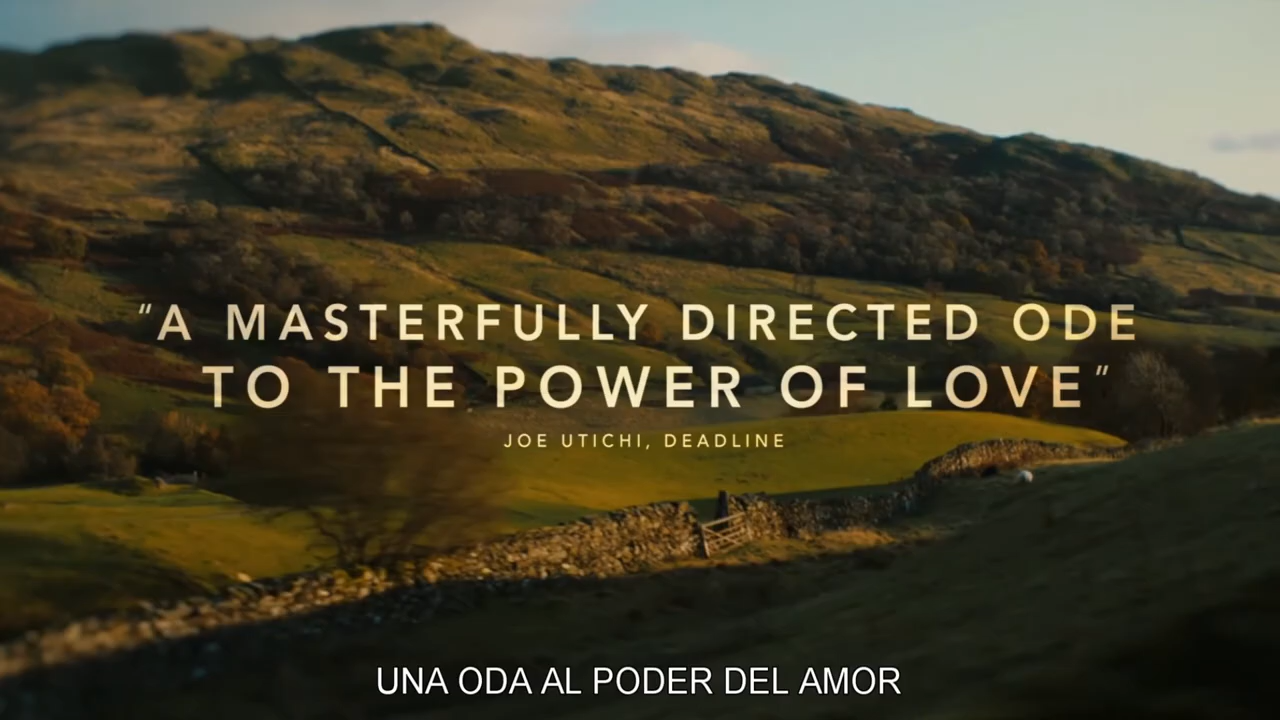 “A MASTERFULLY DIRECTED ODE
TO THE POWER OF LOVE”
JOE UTICHI, DEADLINE
UNA ODA AL PODER DEL AMOR